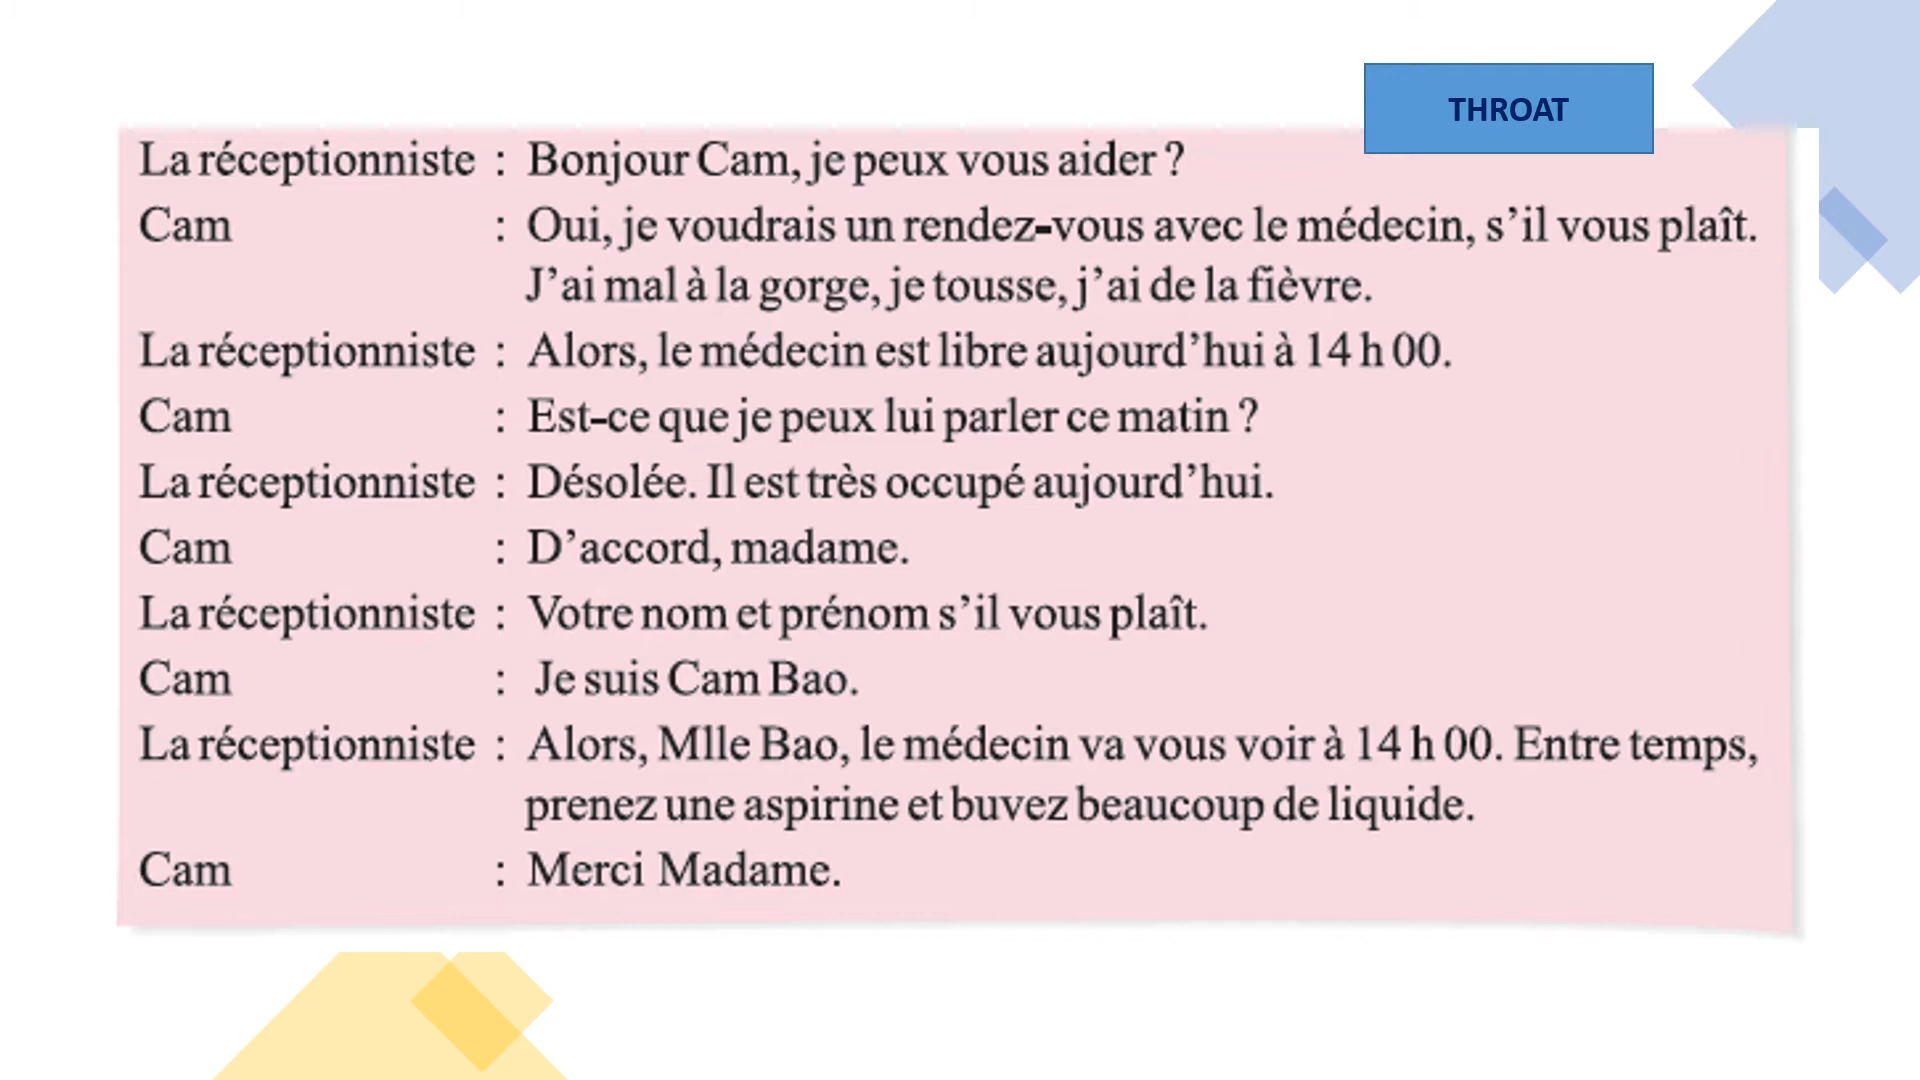 THROAT
La réceptionniste : Bonjour Cam, je peux vous aider ?
Cam : Oui, je voudrais un rendez-vous avec le médecin, s’il vous plaît.
J’ai mal à la gorge, je tousse, j’ai de la fièvre.
La réceptionniste : Alors, le médecin est libre aujourd’hui à 14 h 00.
Cam : Est-ce que je peux lui parler ce matin ?
La réceptionniste : Désolée. Il est très occupé aujourd’hui.
Cam : D’accord, madame.
La réceptionniste : Votre nom et prénom s’il vous plaît.
Cam : Je suis Cam Bao.
La réceptionniste : Alors, Mlle Bao, le médecin va vous voir à 14 h 00. Entre temps,
prenez une aspirine et buvez beaucoup de liquide.
Cam : Merci Madame.